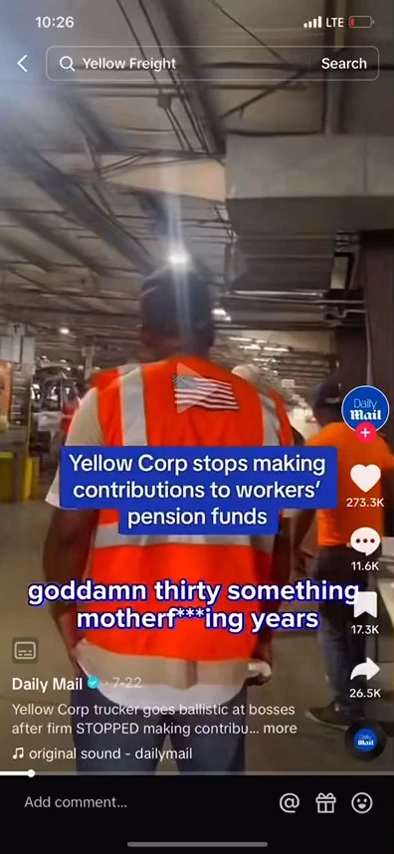 10:26
LTE
Yellow Freight
Search
Daily
Mail
Yellow Corp stops making
contributions to workers'
pension funds
273.3K
11.6K
goddamn thirty something
motherf***ing years
17.3K
26.5K
Daily Mail · 7-22
Yellow Corp trucker goes ballistic at bosses
after firm STOPPED making contribu... more
Daily
Mail
original sound - dailymail
Add comment...